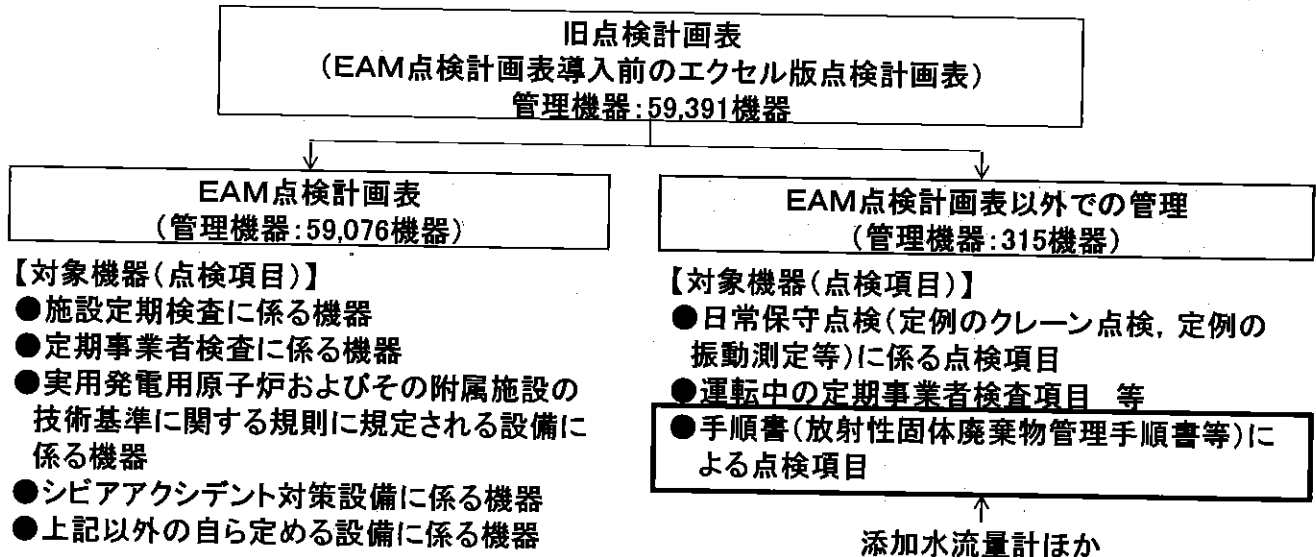 旧点検計画表
(EAM点検計画表導入前のエクセル版点検計画表)
管理機器:59,391機器
EAM点検計画表
(管理機器:59,076機器)
【対象機器(点検項目)】
●施設定期検査に係る機器
●定期事業者検査に係る機器
●実用発電用原子炉およびその附属施設の
技術基準に関する規則に規定される設備に
係る機器
●シビアアクシデント対策設備に係る機器
●上記以外の自ら定める設備に係る機器
EAM点検計画表以外での管理
(管理機器:315機器)
【対象機器(点検項目)】
●日常保守点検(定例のクレーン点検,定例の
振動測定等)に係る点検項目
●運転中の定期事業者検査項目 等
●手順書(放射性固体廃棄物管理手順書等)に
よる点検項目
添加水流量計ほか